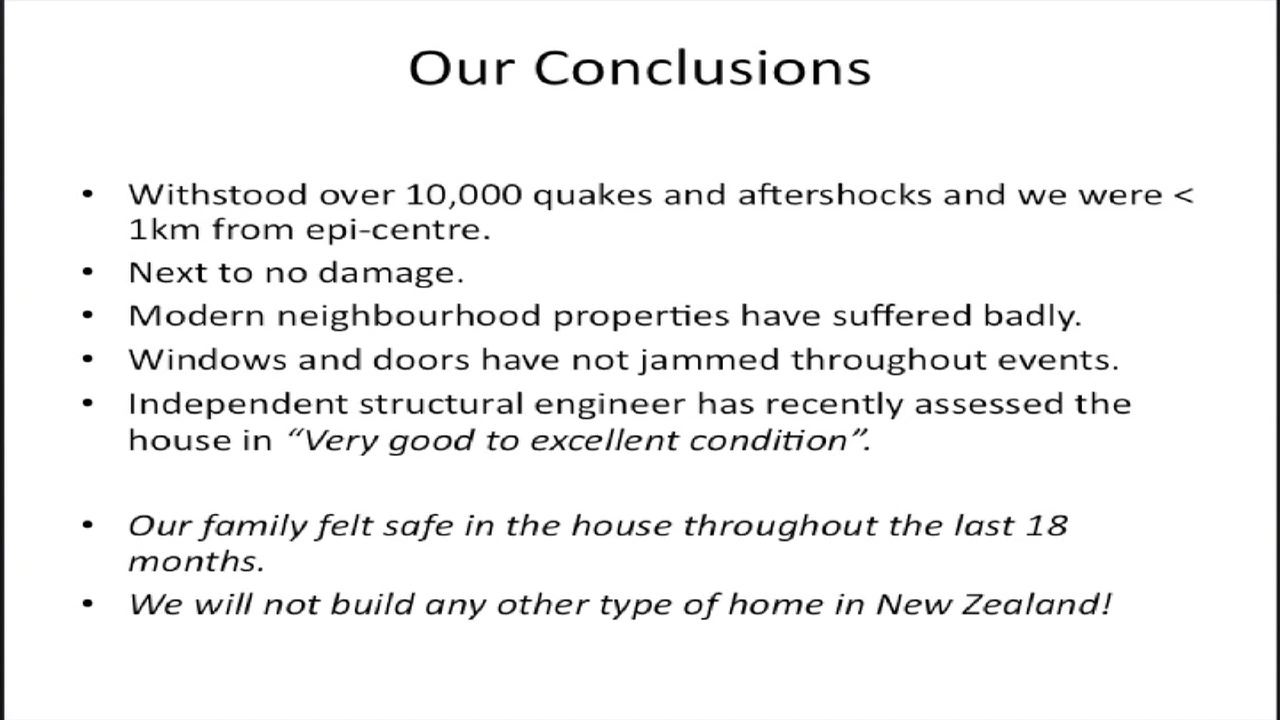 Our Conclusions
• Withstood over 10,000 quakes and aftershocks and we were <
1km from epi-centre.
• Next to no damage.
• Modern neighbourhood properties have suffered badly.
• Windows and doors have not jammed throughout events.
• Independent structural engineer has recently assessed the
house in “Very good to excellent condition”.
• Our family felt safe in the house throughout the last 18
months.
• We will not build any other type of home in New Zealand!